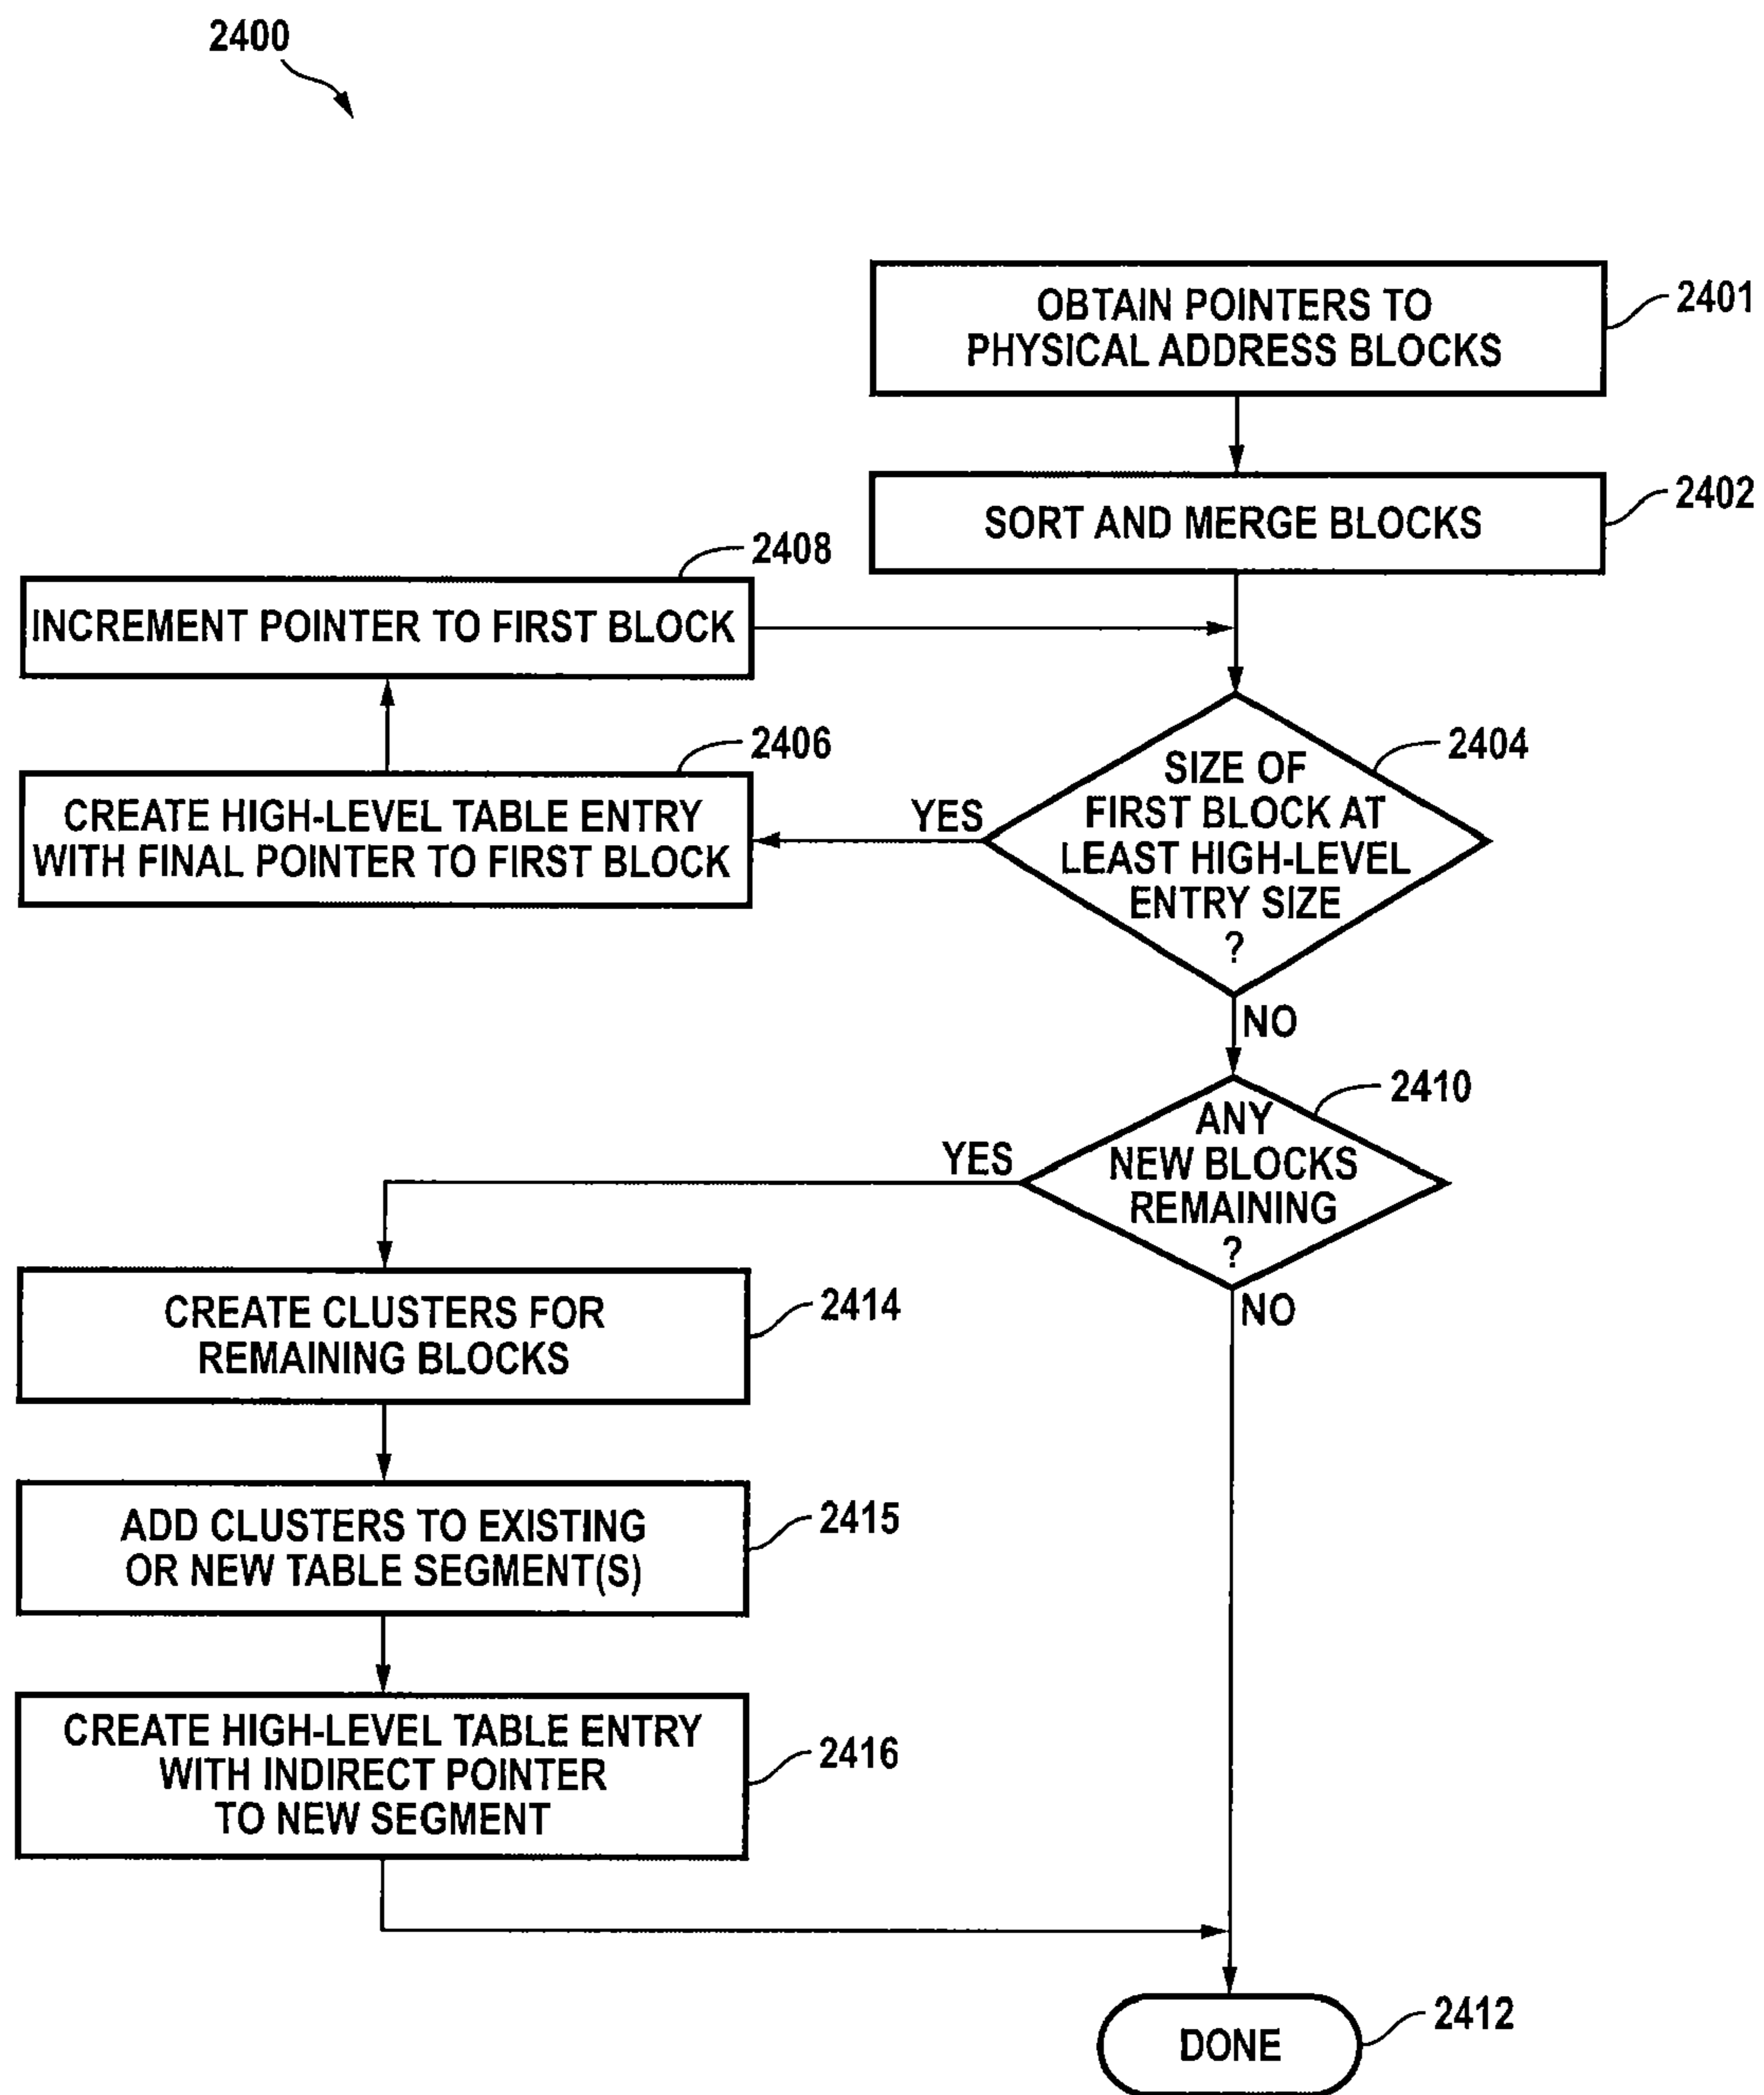 2400
OBTAIN POINTERS TO
PHYSICAL ADDRESS BLOCKS
2401
SORT AND MERGE BLOCKS
2402
2408
INCREMENT POINTER TO FIRST BLOCK
2406
CREATE HIGH-LEVEL TABLE ENTRY
WITH FINAL POINTER TO FIRST BLOCK
YES
SIZE OF
FIRST BLOCK AT
LEAST HIGH-LEVEL
ENTRY SIZE
?
2404
NO
2410
ANY
NEW BLOCKS
REMAINING
?
YES
NO
CREATE CLUSTERS FOR
REMAINING BLOCKS
2414
ADD CLUSTERS TO EXISTING
OR NEW TABLE SEGMENT(S)
2415
CREATE HIGH-LEVEL TABLE ENTRY
WITH INDIRECT POINTER
TO NEW SEGMENT
2416
DONE
2412